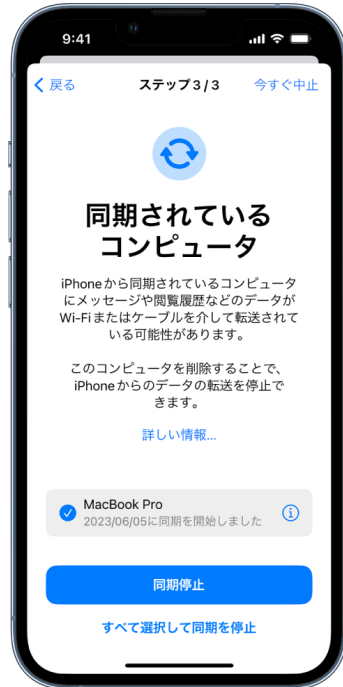 9:41
戻る ステップ3 / 3 今すぐ中止
同期されている
コンピュータ
iPhoneから同期されているコンピュータ
にメッセージや閲覧履歴などのデータが
Wi-Fiまたはケーブルを介して転送されて
いる可能性があります。
このコンピュータを削除することで、
iPhoneからのデータの転送を停止で
きます。
詳しい情報...
MacBook Pro
2023/06/05に同期を開始しました
同期停止
すべて選択して同期を停止